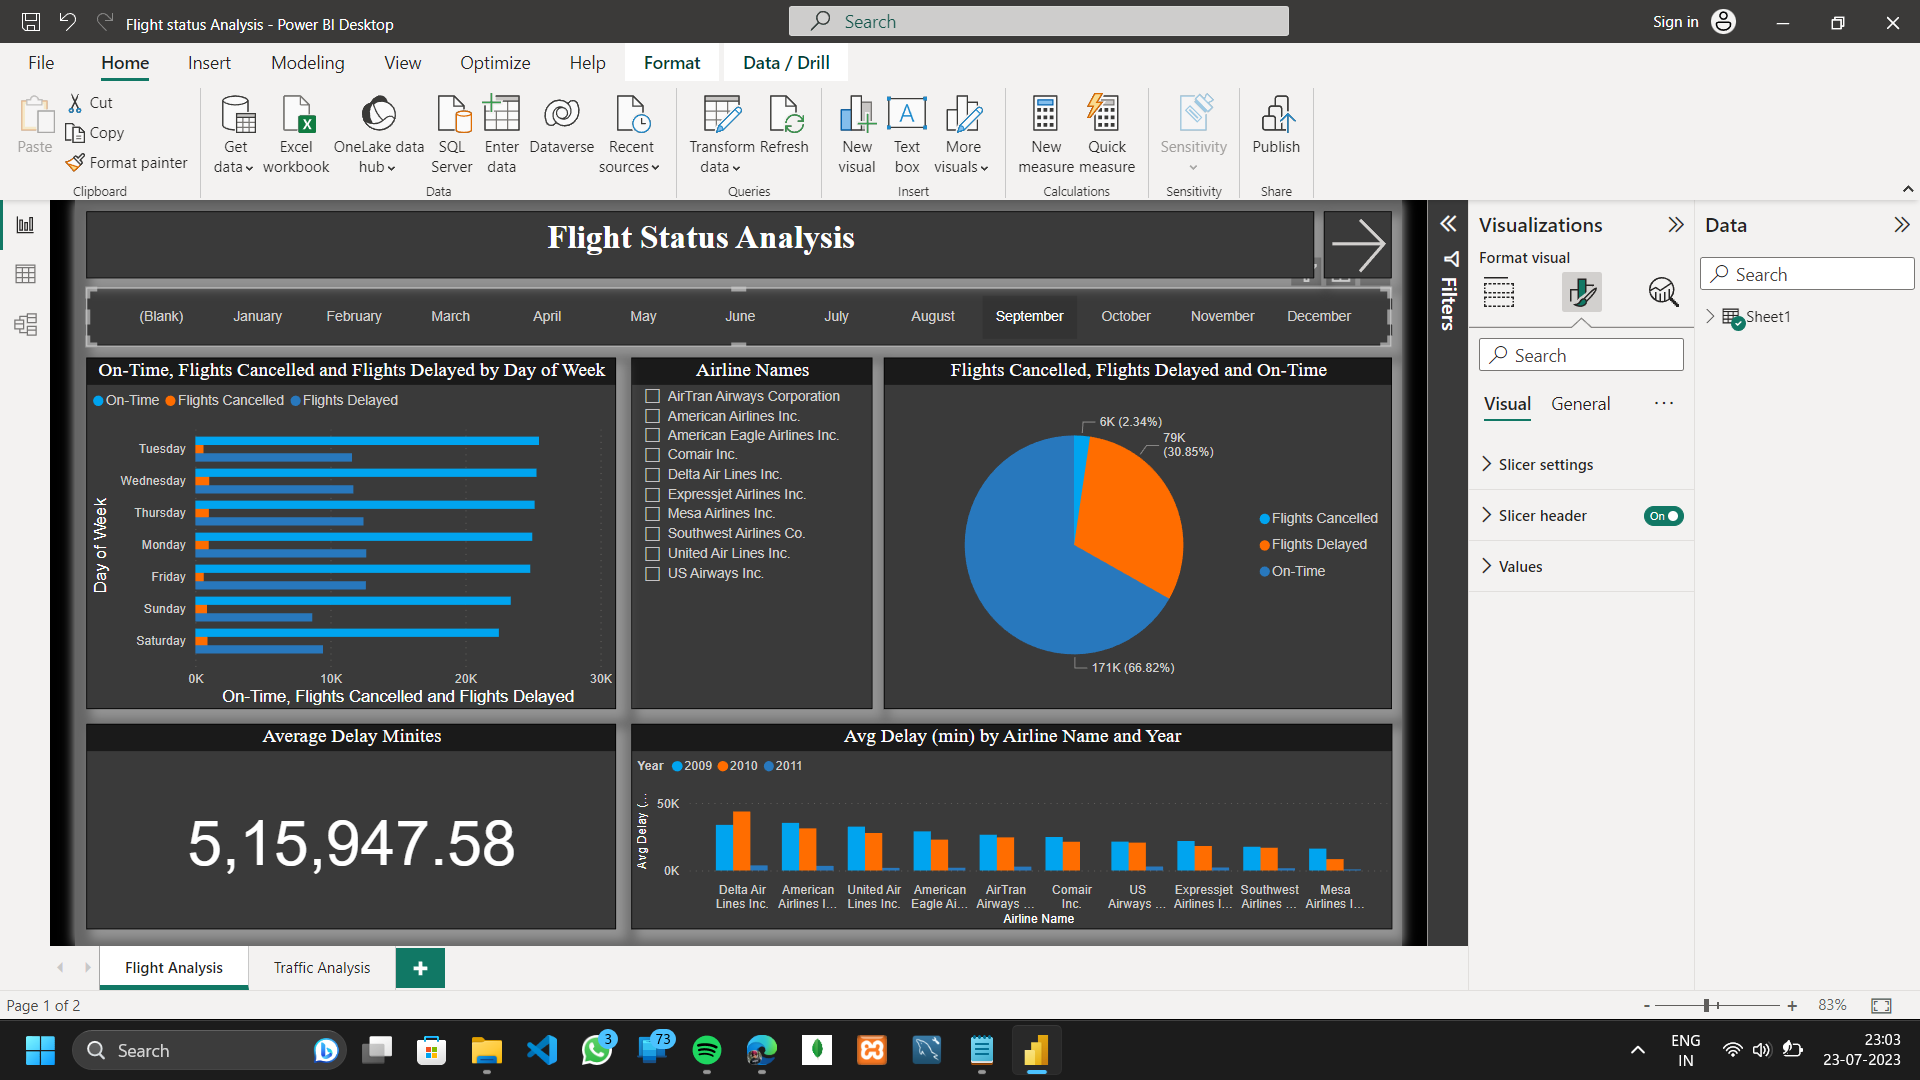 Flight status Analysis - Power BI Desktop
Search
Sign in
File Home Insert Modeling View Optimize Help Format Data / Drill
Paste
Cut
Copy
Format painter
Clipboard
Get data
Excel workbook
OneLake data hub
SQL Server
Enter data
Dataverse
Recent sources
Data
Transform data
Refresh
Queries
New visual
Text box
More visuals
Insert
New measure
Quick measure
Calculations
Sensitivity
Sensitivity
Publish
Share
Flight Status Analysis
(Blank) January February March April May June July August September October November December
On-Time, Flights Cancelled and Flights Delayed by Day of Week
On-Time Flights Cancelled Flights Delayed
Day of Week
Tuesday
Wednesday
Thursday
Monday
Friday
Sunday
Saturday
0K 10K 20K 30K
On-Time, Flights Cancelled and Flights Delayed
Airline Names
AirTran Airways Corporation
American Airlines Inc.
American Eagle Airlines Inc.
Comair Inc.
Delta Air Lines Inc.
Expressjet Airlines Inc.
Mesa Airlines Inc.
Southwest Airlines Co.
United Air Lines Inc.
US Airways Inc.
Flights Cancelled, Flights Delayed and On-Time
6K (2.34%)
79K
(30.85%)
171K (66.82%)
Flights Cancelled
Flights Delayed
On-Time
Average Delay Minites
5,15,947.58
Avg Delay (min) by Airline Name and Year
Year 2009 2010 2011
Avg Delay (...
50K
0K
Delta Air Lines Inc.
American Airlines I...
United Air Lines Inc.
American Eagle Ai...
AirTran Airways ...
Comair Inc.
US Airways ...
Expressjet Airlines I...
Southwest Airlines ...
Mesa Airlines I...
Airline Name
Filters
Visualizations
Format visual
Search
Visual General
Slicer settings
Slicer header On
Values
Data
Search
Sheet1
Flight Analysis Traffic Analysis
Page 1 of 2
83%
Search
3
73
ENG
IN
23:03
23-07-2023